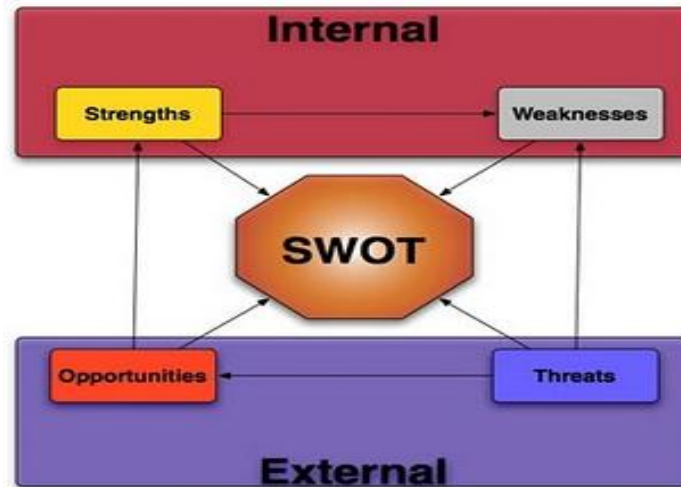 Internal
Strengths
Weaknesses
SWOT
Opportunities
Threats
External